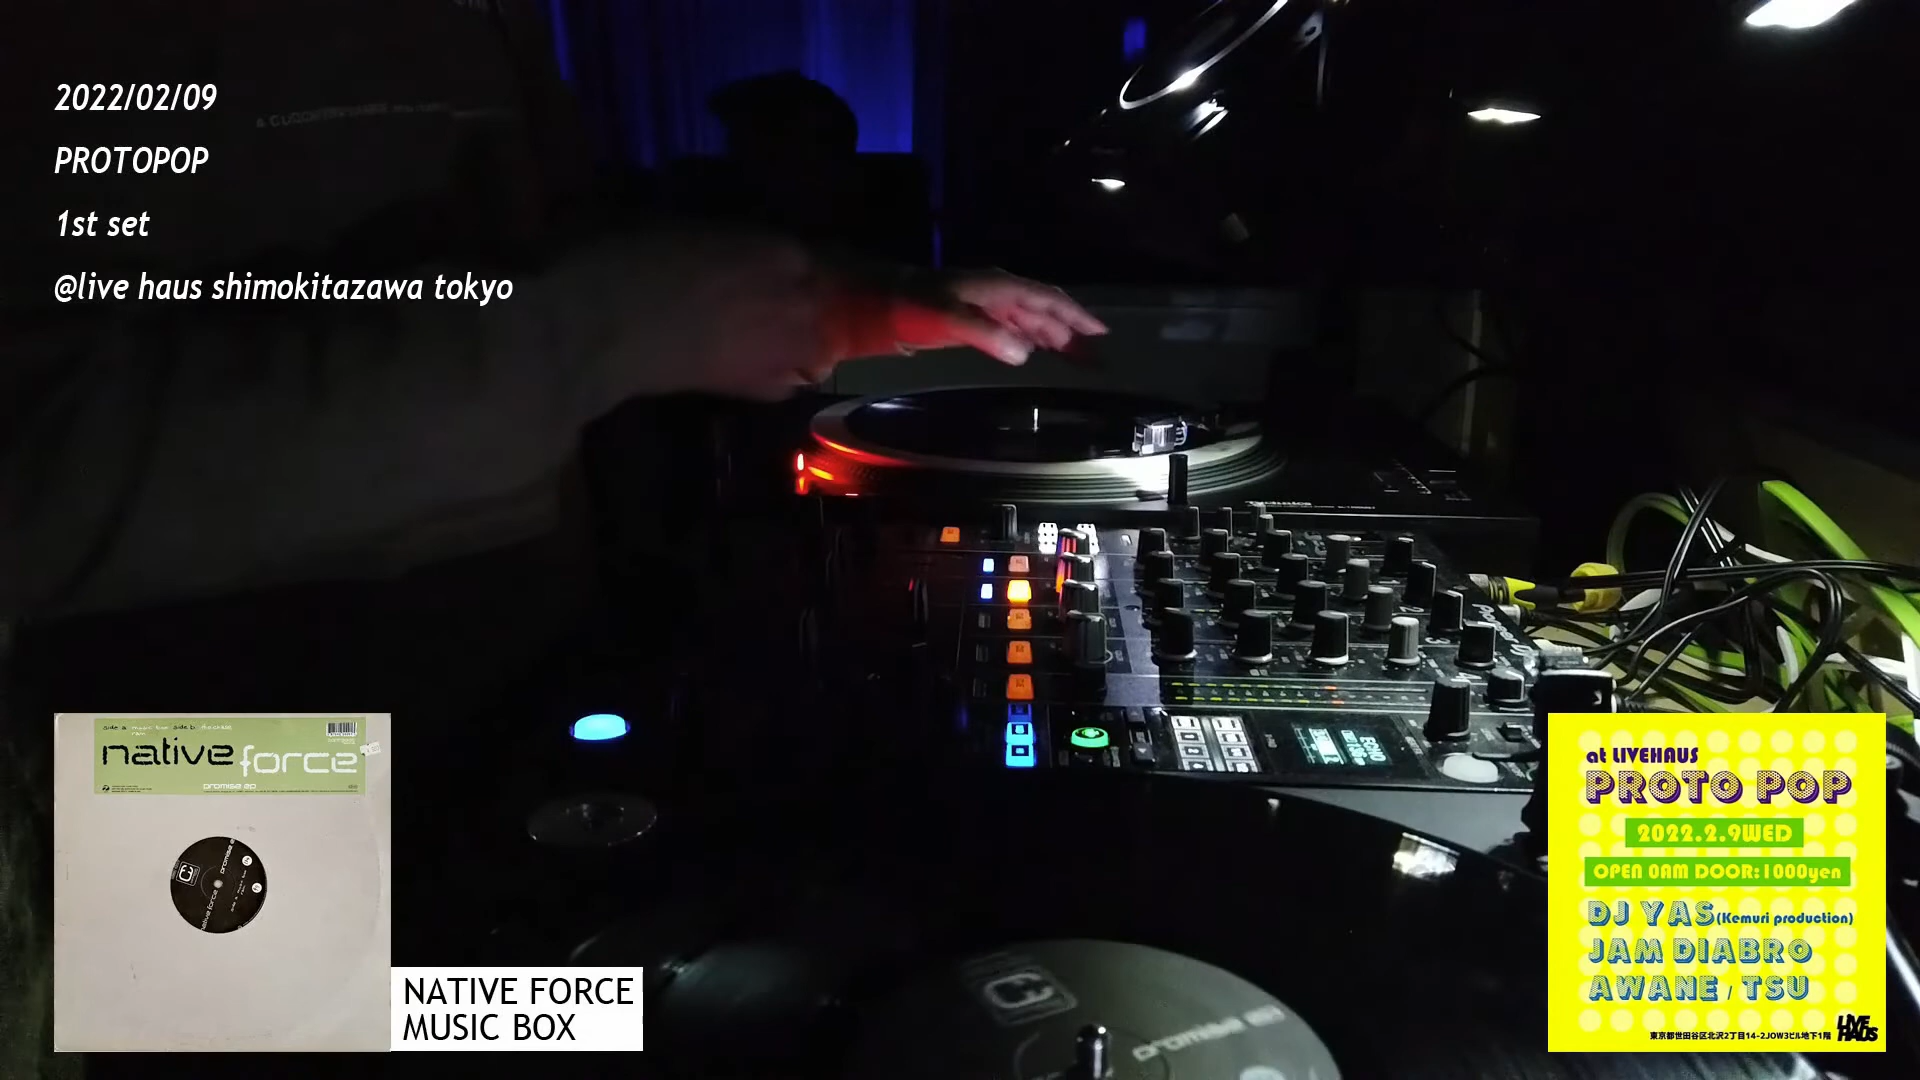 2022/02/09
PROTOPOP
1st set
@live haus shimokitazawa tokyo
native force
promise ep
NATIVE FORCE
MUSIC BOX
at LIVEHAUS
PROTO POP
2022.2.9WED
OPEN 0AM DOOR:1000yen
DJ YAS(Kemuri production)
JAM DIABRO
AWANE / TSU
東京都世田谷区北沢2丁目14-2JOW3ビル地下1階
LIVE HAUS
ECHO
promise